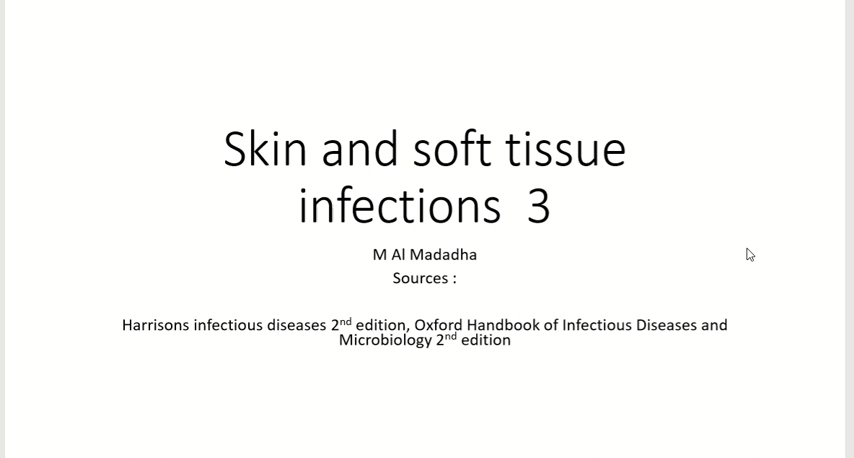 Skin and soft tissue
infections 3
M Al Madadha
Sources :
Harrisons infectious diseases 2nd edition, Oxford Handbook of Infectious Diseases and
Microbiology 2nd edition